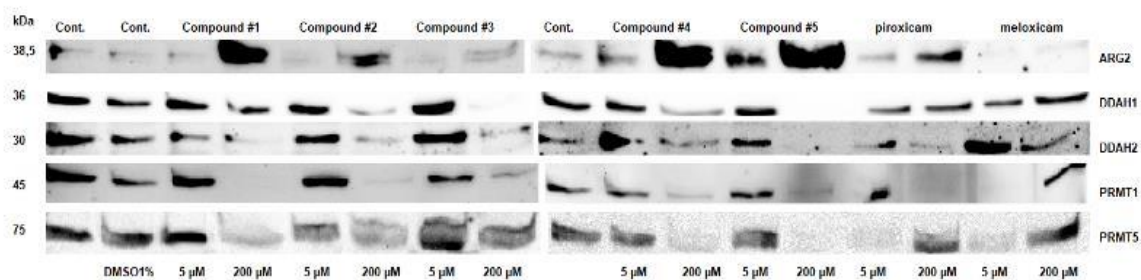 kDa Cont. Cont. Compound #1 Compound #2 Compound #3 Cont. Compound #4 Compound #5 piroxicam meloxicam
38,5 ARG2
36 DDAH1
30 DDAH2
45 PRMT1
75 PRMT5
DMSO1% 5 µM 200 µM 5 µM 200 µM 5 µM 200 µM 5 µM 200 µM 5 µM 200 µM 5 µM 200 µM 5 µM 200 µM